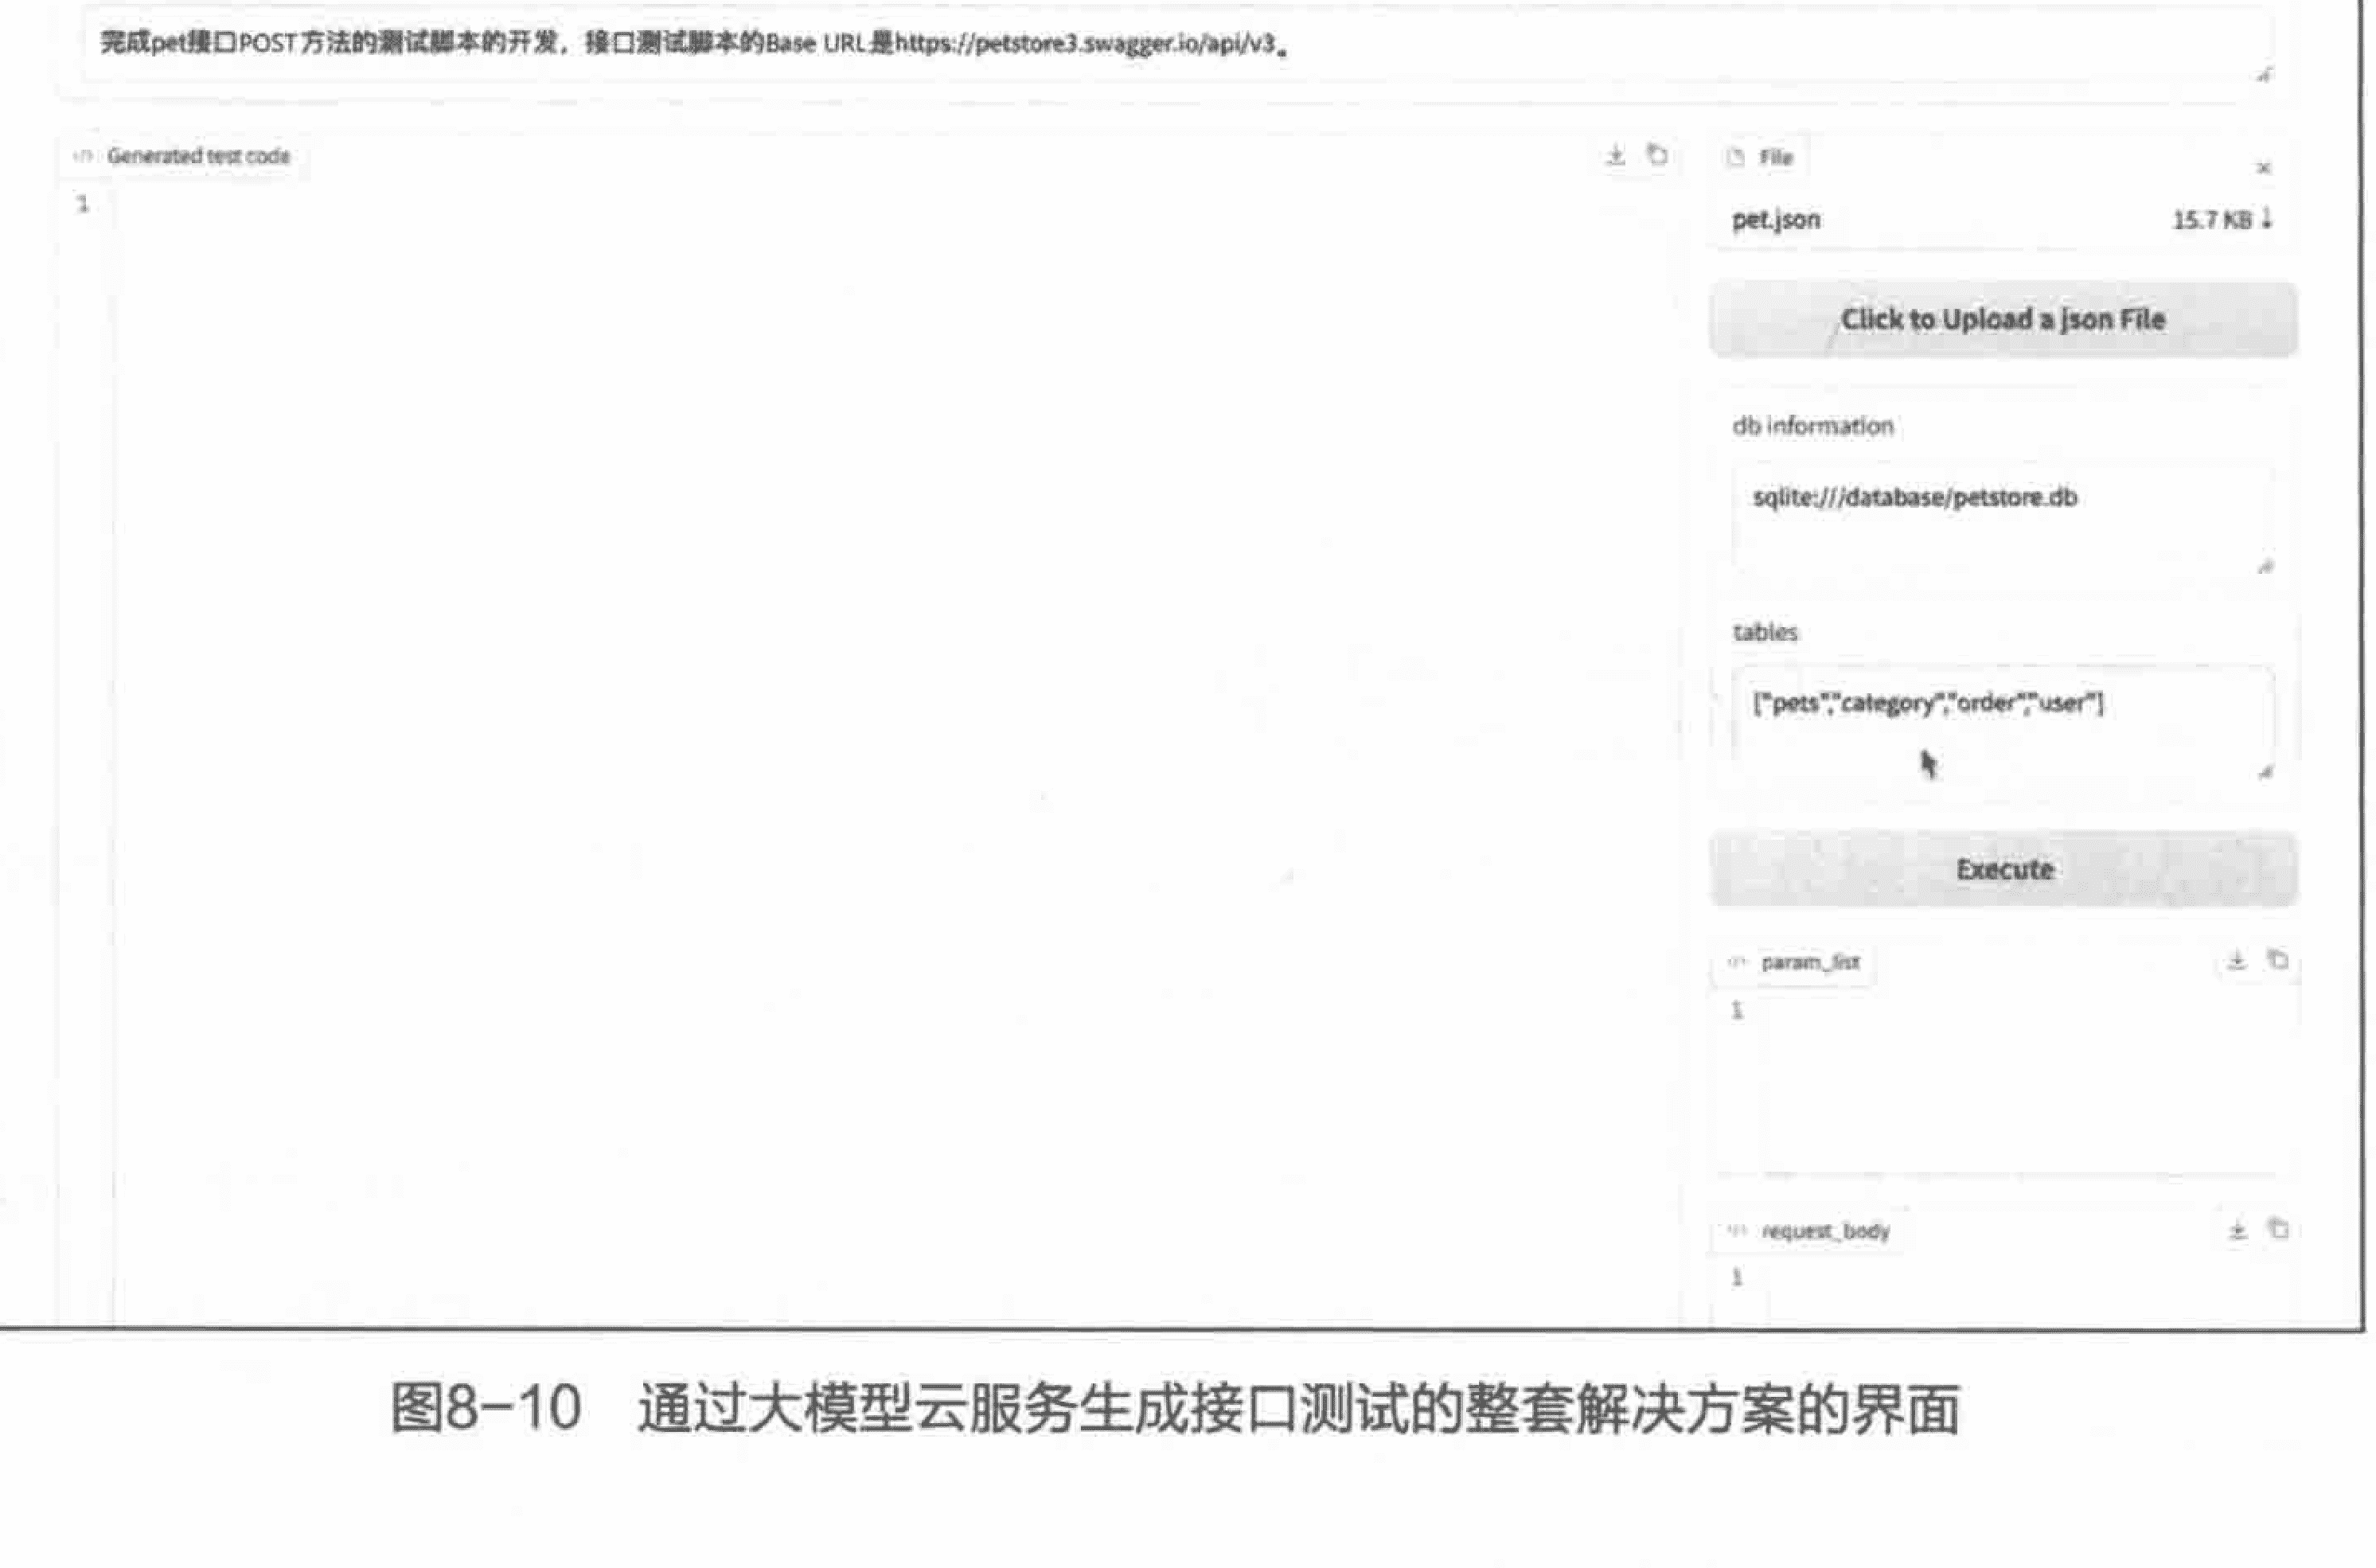 完成pet接口POST方法的测试脚本的开发，接口测试脚本的Base URL是https://petstore3.swagger.io/api/v3。
Generated test code
1
File
pet.json
15.7 KB ↓
Click to Upload a json File
db information
sqlite:///database/petstore.db
tables
["pets","category","order","user"]
Execute
param_list
1
request_body
1
图8-10 通过大模型云服务生成接口测试的整套解决方案的界面